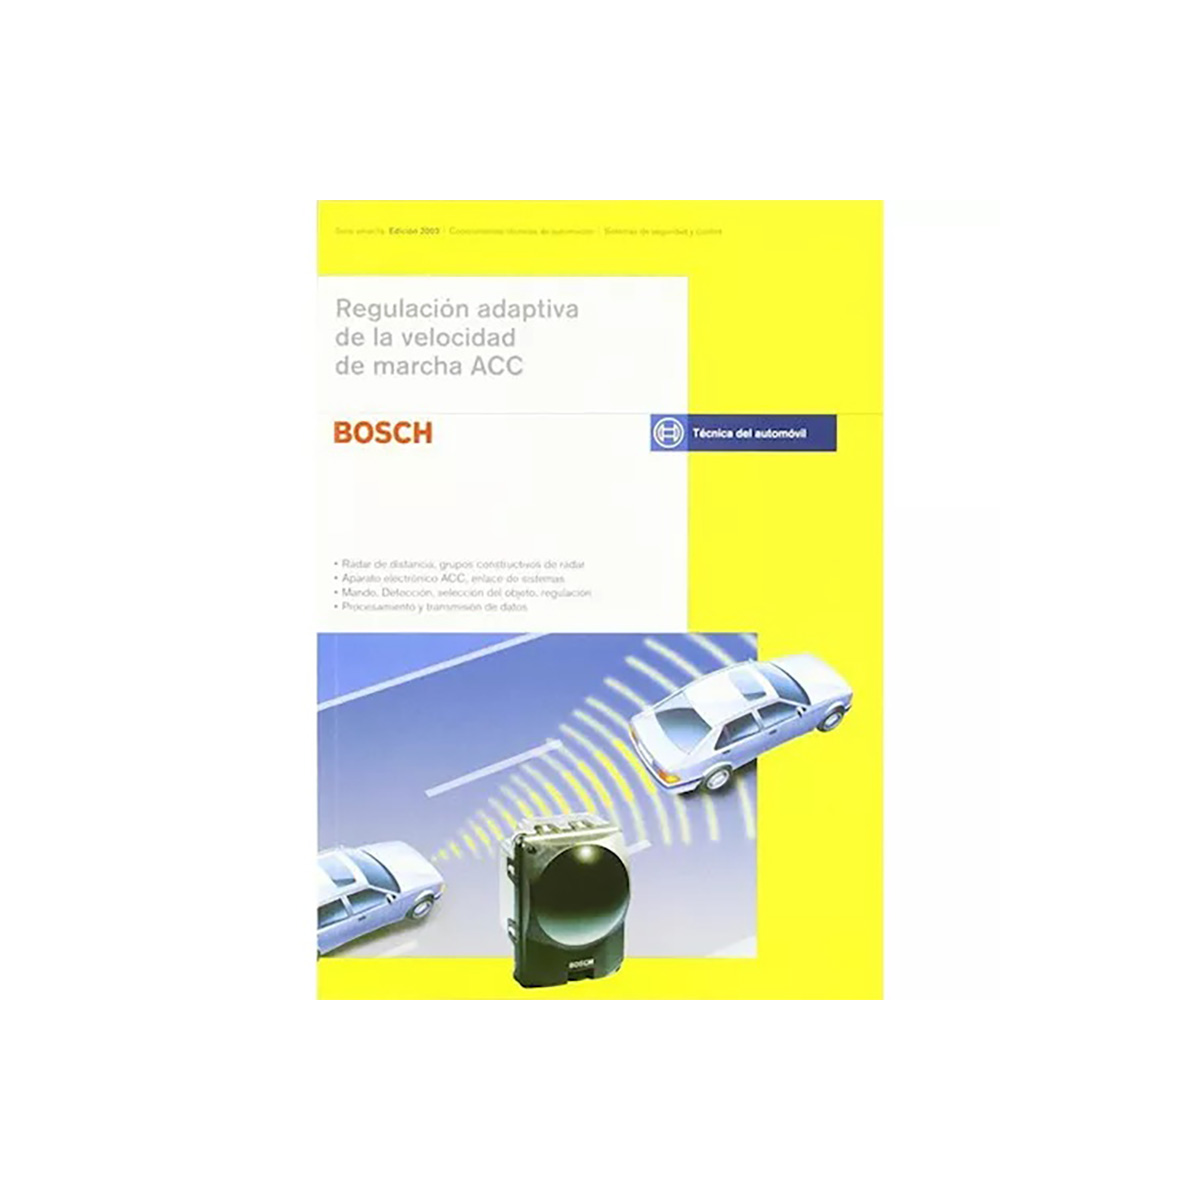 Serie amarilla Edición 2003 | Conocimientos técnicos de automoción | Sistemas de seguridad y confort
Regulación adaptiva
de la velocidad
de marcha ACC
BOSCH
Técnica del automóvil
• Radar de distancia, grupos constructivos de radar
• Aparato electrónico ACC, enlace de sistemas
• Mando, Detección, selección del objeto, regulación
• Procesamiento y transmisión de datos
BOSCH